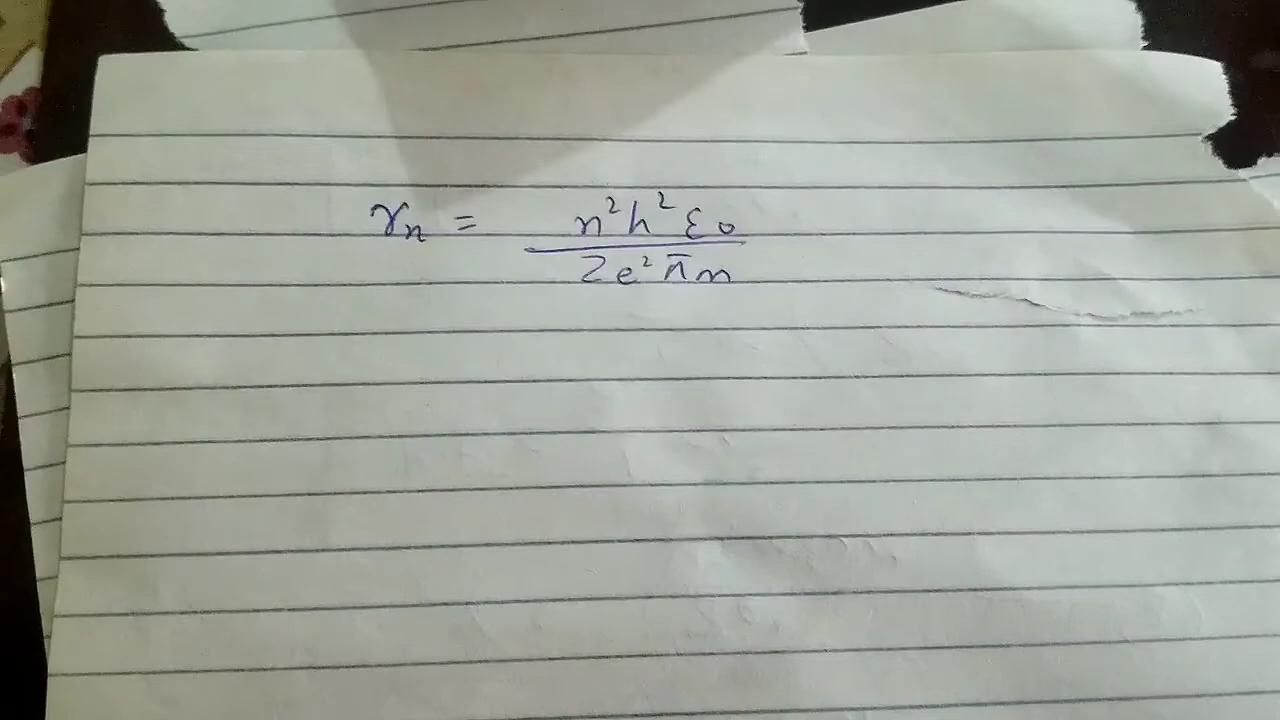 rₙ = n²h²ε₀ / Ze²πm